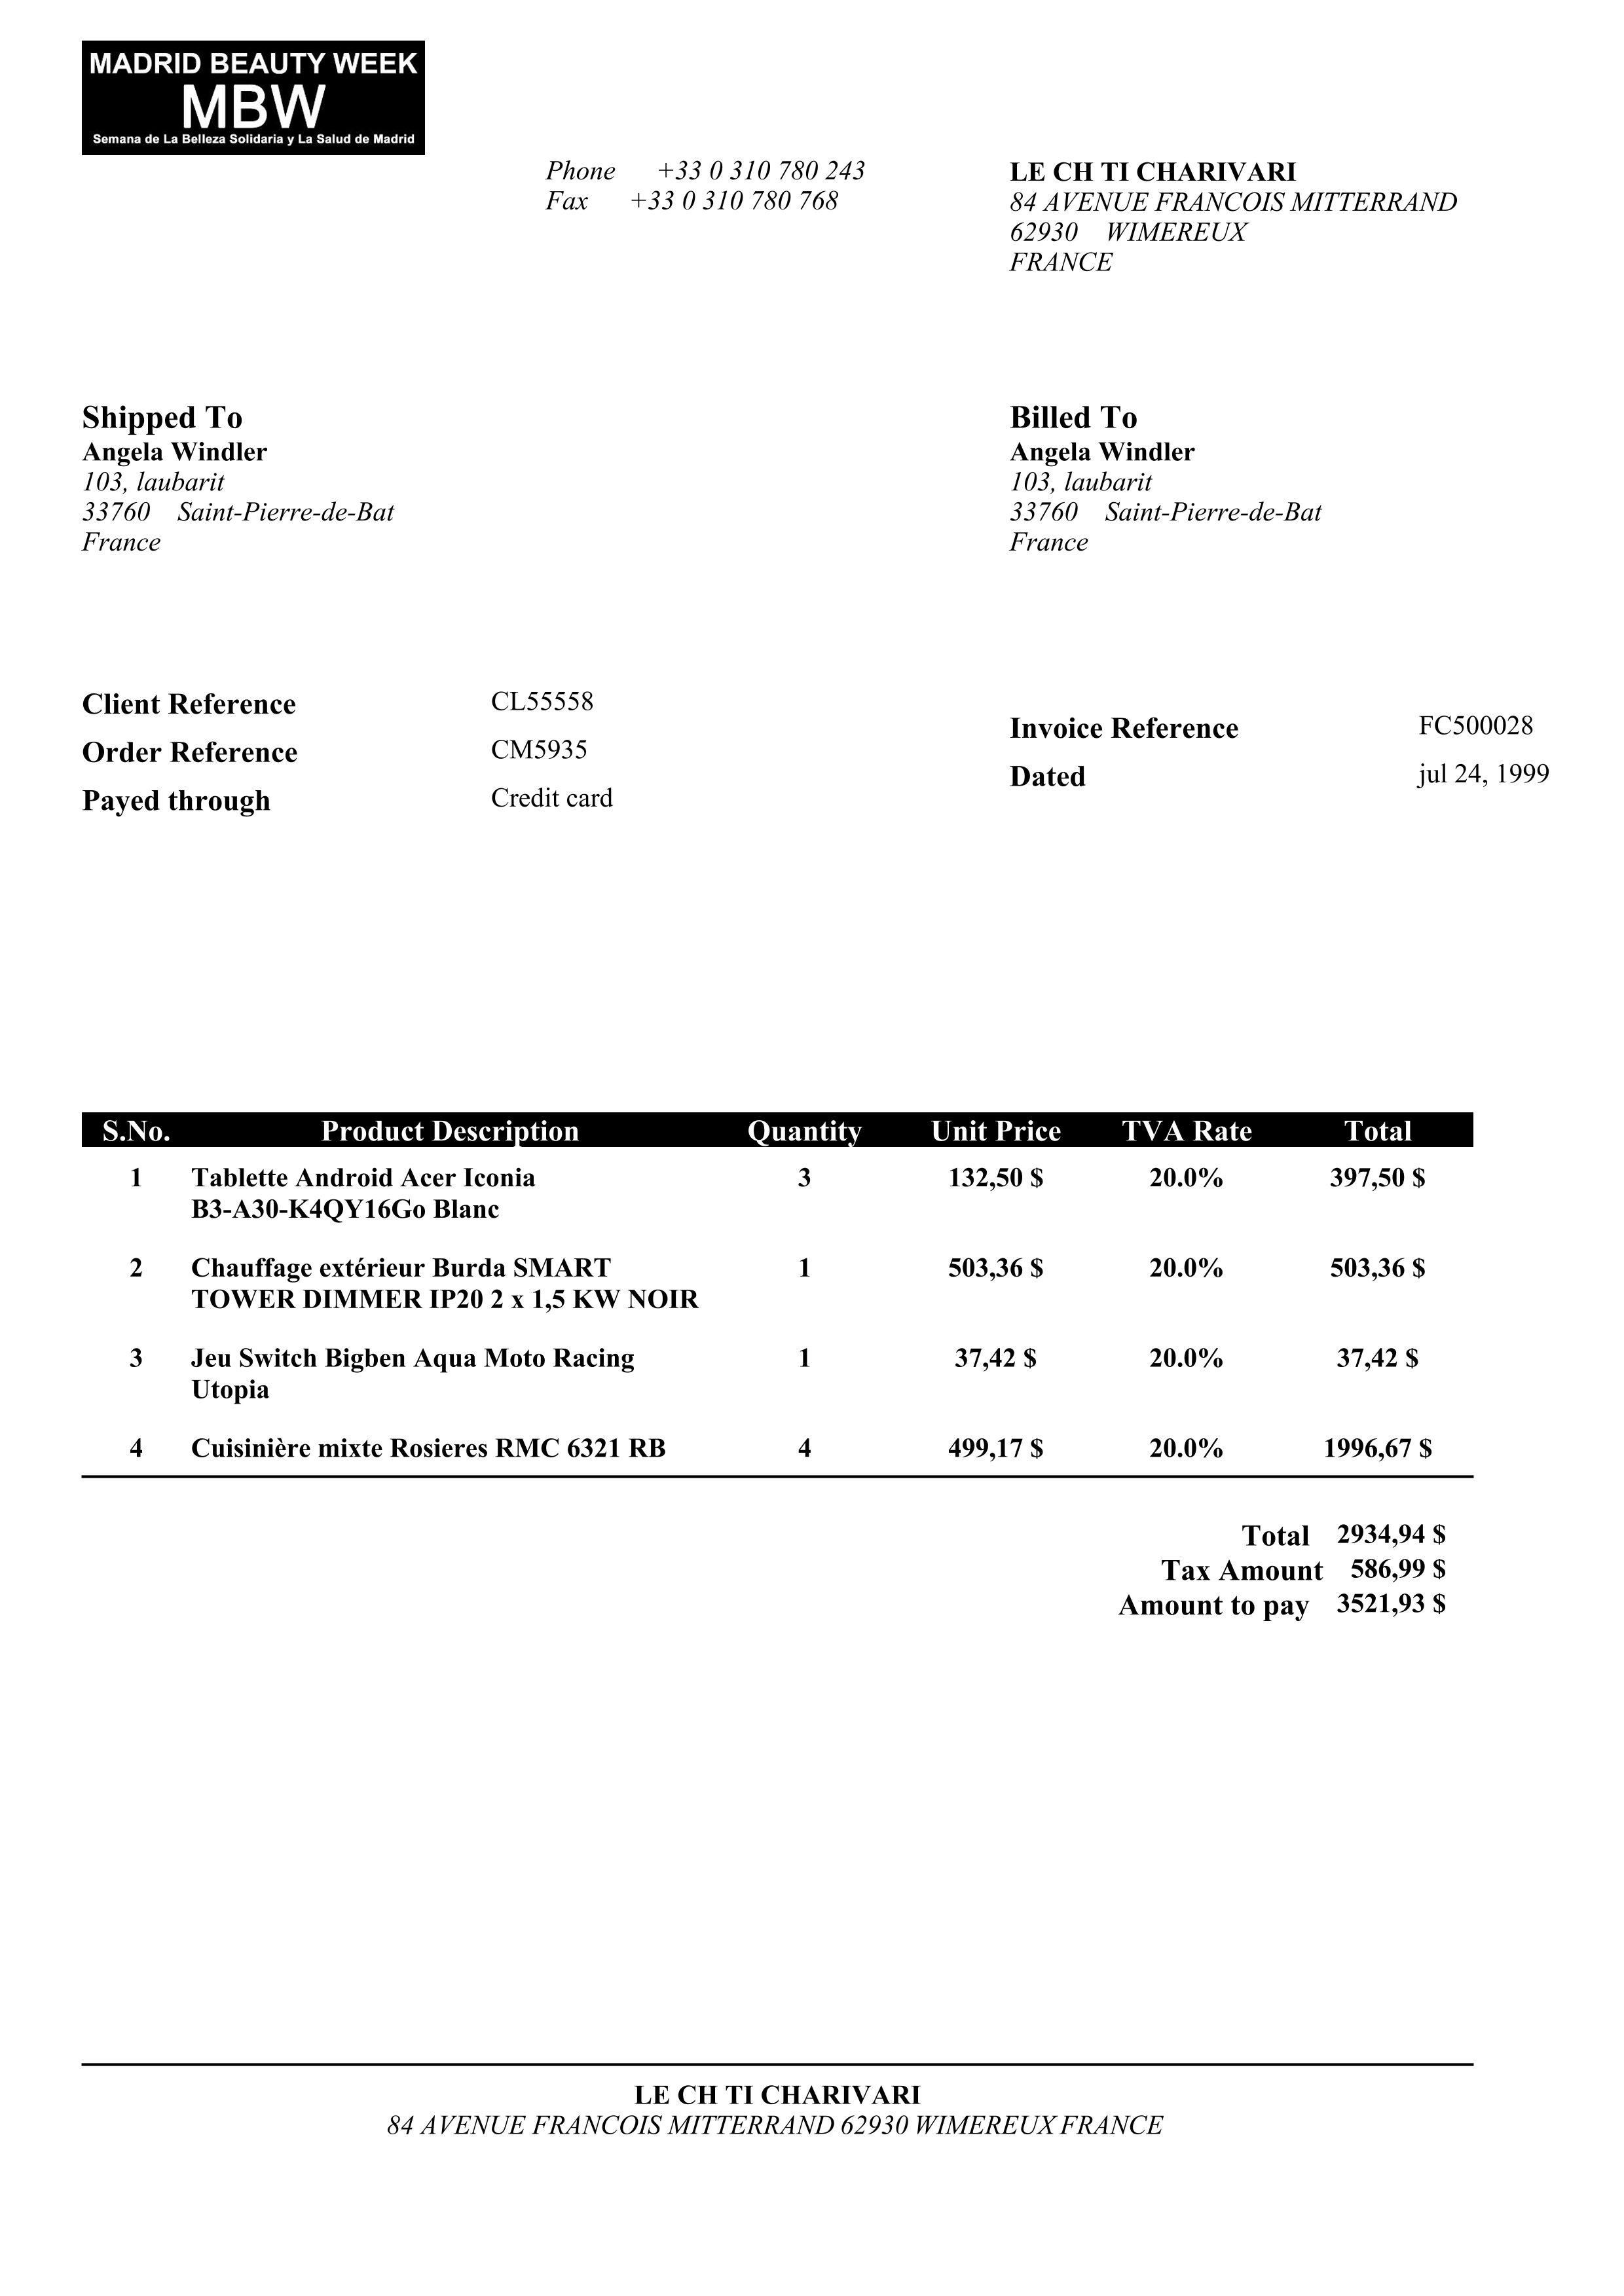 MADRID BEAUTY WEEK
MBW
Semana de La Belleza Solidaria y La Salud de Madrid
Phone +33 0 310 780 243
Fax +33 0 310 780 768
LE CH TI CHARIVARI
84 AVENUE FRANCOIS MITTERRAND
62930 WIMEREUX
FRANCE
Shipped To
Angela Windler
103, laubarit
33760 Saint-Pierre-de-Bat
France
Billed To
Angela Windler
103, laubarit
33760 Saint-Pierre-de-Bat
France
Client Reference CL55558
Order Reference CM5935
Payed through Credit card
Invoice Reference FC500028
Dated jul 24, 1999
S.No. Product Description Quantity Unit Price TVA Rate Total
1 Tablette Android Acer Iconia 3 132,50 $ 20.0% 397,50 $
B3-A30-K4QY16Go Blanc
2 Chauffage extérieur Burda SMART 1 503,36 $ 20.0% 503,36 $
TOWER DIMMER IP20 2 x 1,5 KW NOIR
3 Jeu Switch Bigben Aqua Moto Racing 1 37,42 $ 20.0% 37,42 $
Utopia
4 Cuisinière mixte Rosieres RMC 6321 RB 4 499,17 $ 20.0% 1996,67 $
Total 2934,94 $
Tax Amount 586,99 $
Amount to pay 3521,93 $
LE CH TI CHARIVARI
84 AVENUE FRANCOIS MITTERRAND 62930 WIMEREUX FRANCE